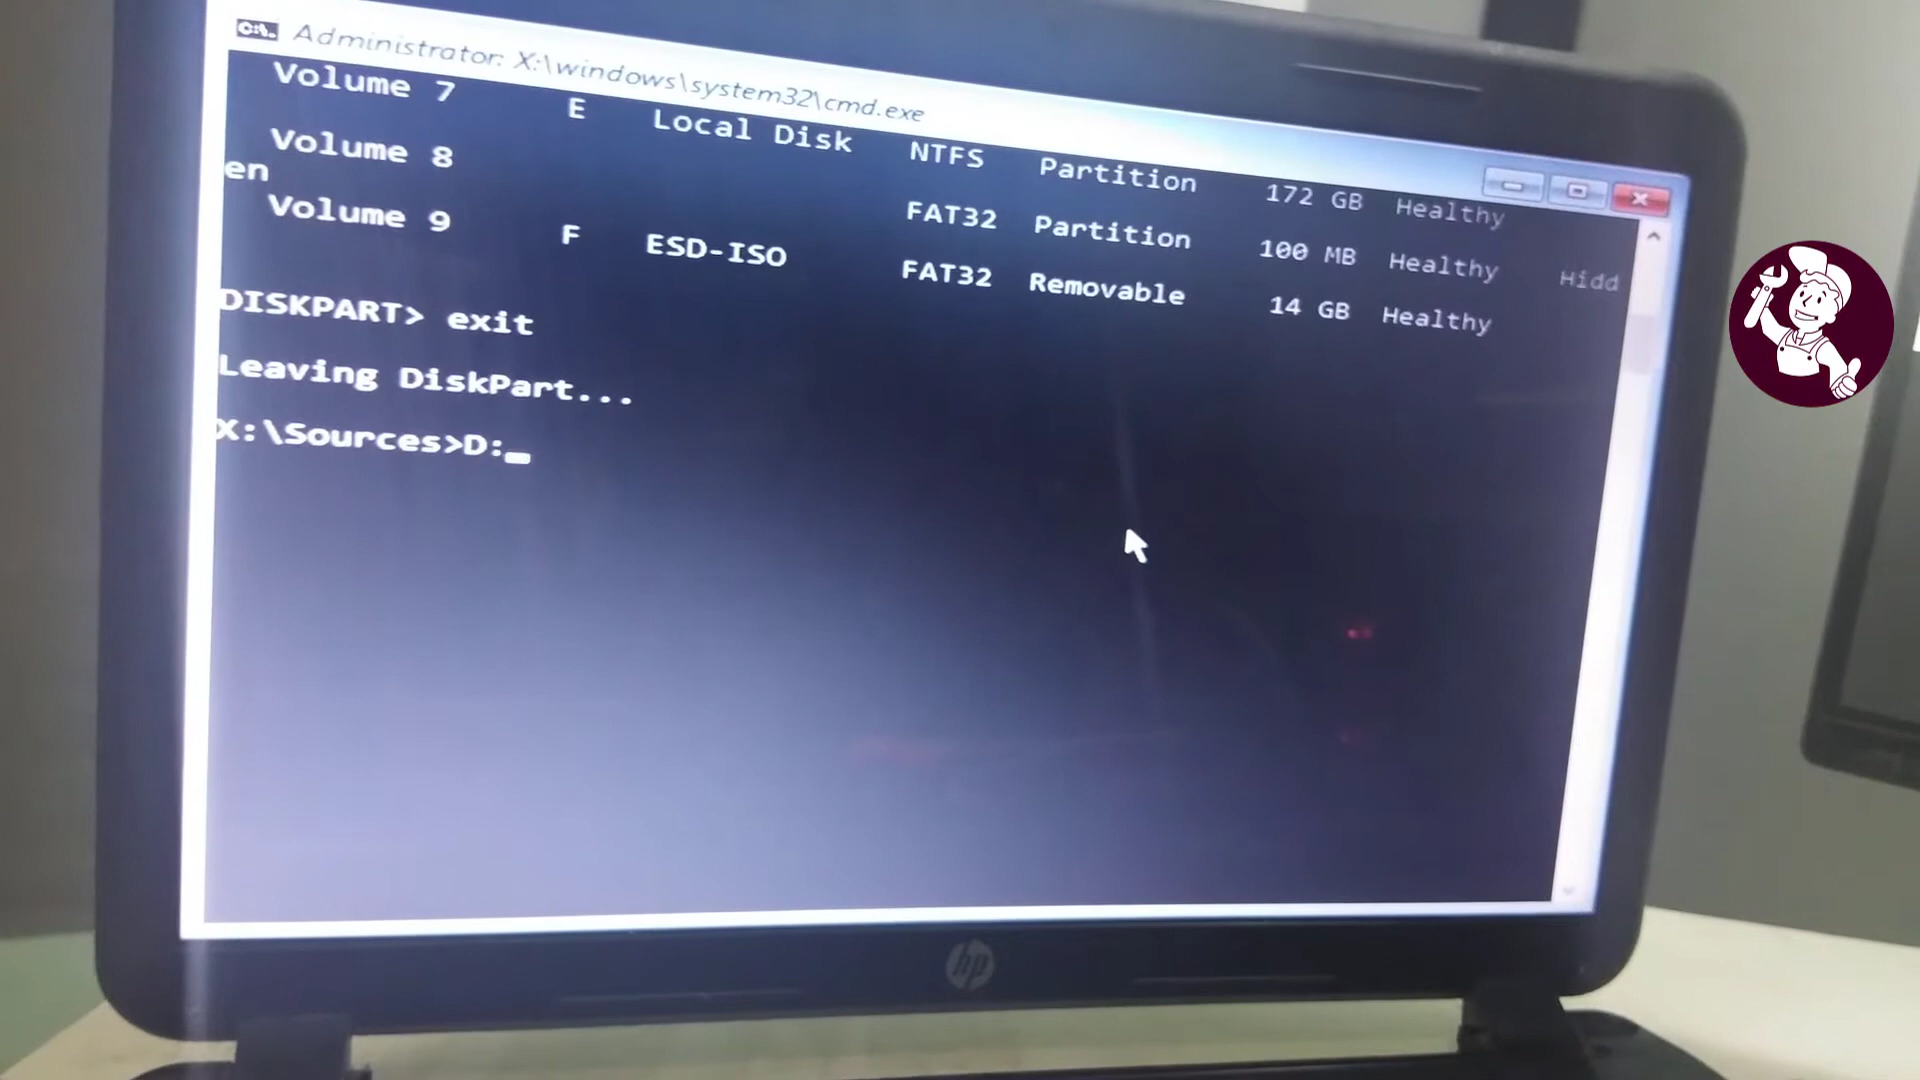 C:\. Administrator: X:\windows\system32\cmd.exe
Volume 7 E Local Disk NTFS Partition 172 GB Healthy
Volume 8 FAT32 Partition 100 MB Healthy Hidd
en
Volume 9 F ESD-ISO FAT32 Removable 14 GB Healthy
DISKPART> exit
Leaving DiskPart...
X:\Sources>D:
hp